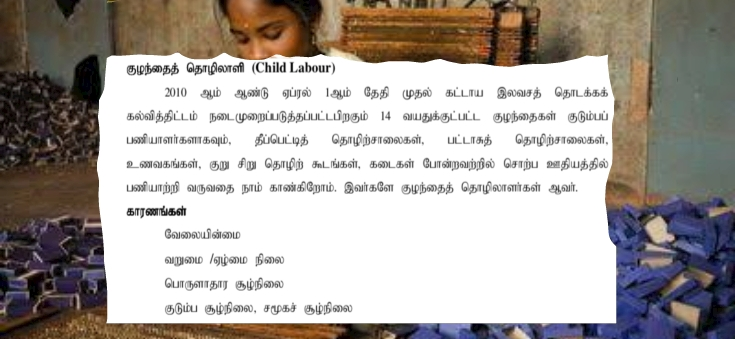 குழந்தைத் தொழிலாளி (Child Labour)
2010 ஆம் ஆண்டு ஏப்ரல் 1ஆம் தேதி முதல் கட்டாய இலவசத் தொடக்கக்
கல்வித்திட்டம் நடைமுறைப்படுத்தப்பட்டபிறகும் 14 வயதுக்குட்பட்ட குழந்தைகள் குடும்பப்
பணியாளர்களாகவும், தீப்பெட்டித் தொழிற்சாலைகள், பட்டாசுத் தொழிற்சாலைகள்,
உணவகங்கள், குறு சிறு தொழிற் கூடங்கள், கடைகள் போன்றவற்றில் சொற்ப ஊதியத்தில்
பணியாற்றி வருவதை நாம் காண்கிறோம். இவர்களே குழந்தைத் தொழிலாளர்கள் ஆவர்.
காரணங்கள்
வேலையின்மை
வறுமை /ஏழ்மை நிலை
பொருளாதார சூழ்நிலை
குடும்ப சூழ்நிலை, சமூகச் சூழ்நிலை